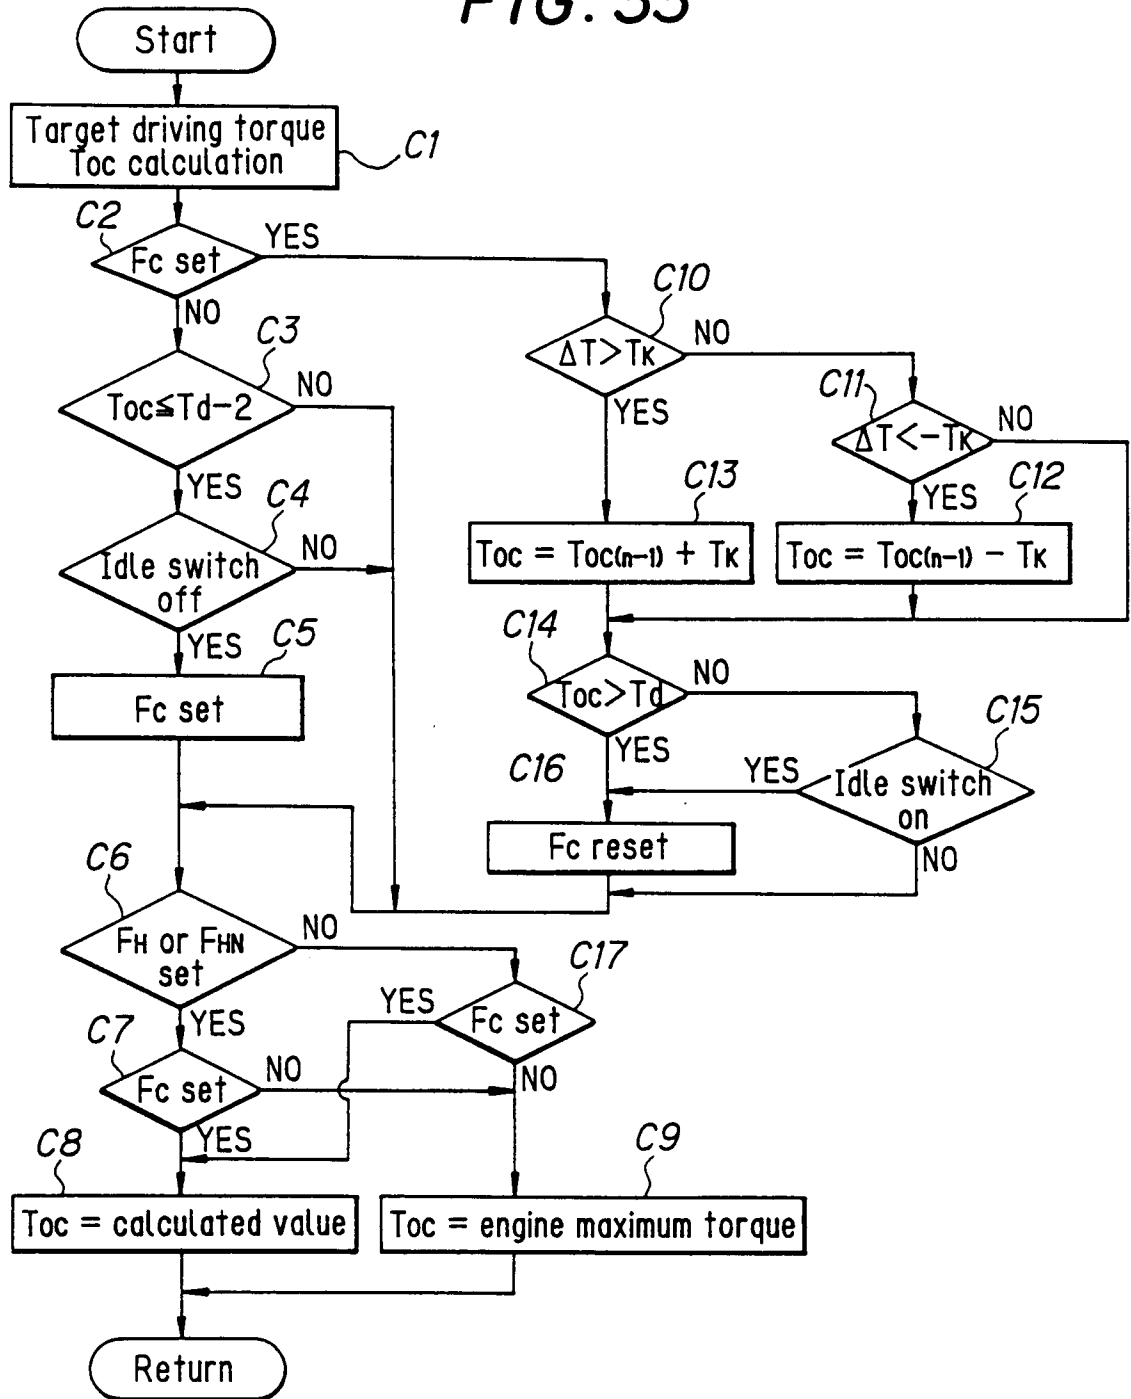 FIG. 55
Start
Target driving torque
Toc calculation
C1
C2
Fc set
YES
NO
C3
Toc≦Td-2
NO
YES
C4
Idle switch
off
NO
YES
C5
Fc set
C10
ΔT>TK
NO
YES
C11
ΔT<-TK
NO
YES
C13
Toc = Toc(n-1) + TK
C12
Toc = Toc(n-1) - TK
C14
Toc>Td
NO
YES
C15
Idle switch
on
YES
NO
C16
Fc reset
C6
FH or FHN
set
NO
YES
C17
Fc set
YES
NO
C7
Fc set
NO
YES
C8
Toc = calculated value
C9
Toc = engine maximum torque
Return